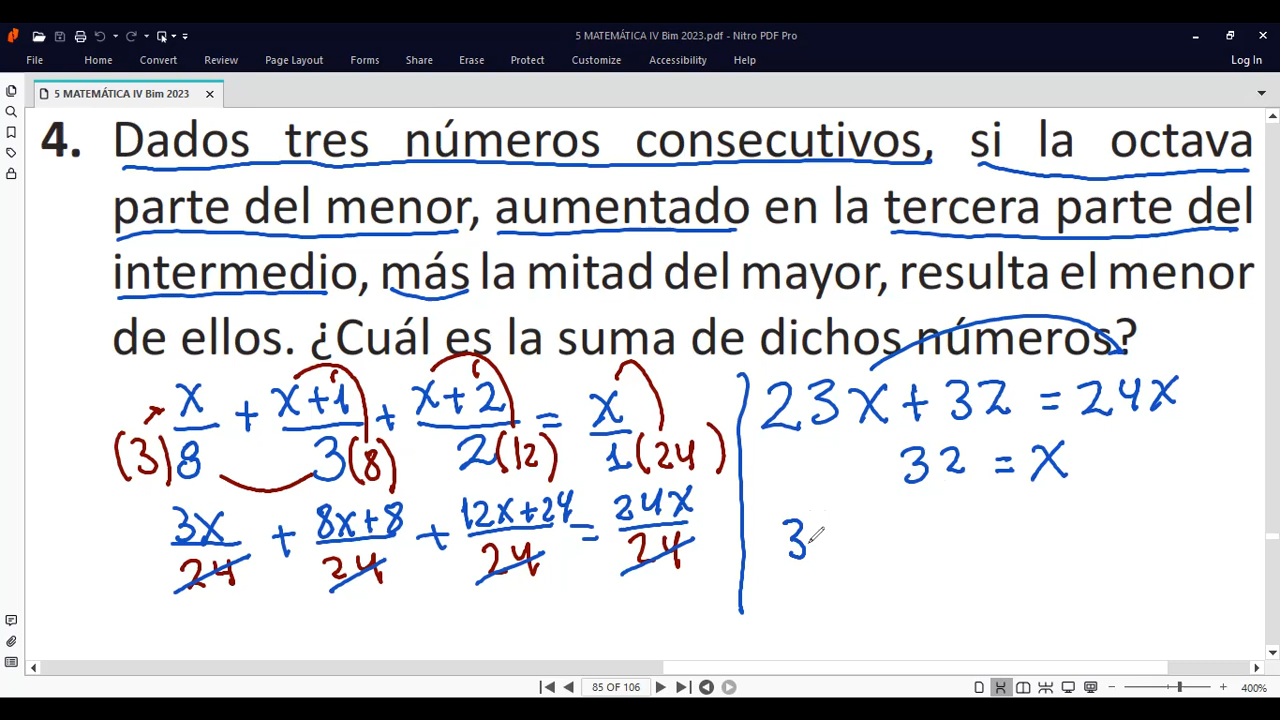 5 MATEMÁTICA IV Bim 2023.pdf - Nitro PDF Pro
File Home Convert Review Page Layout Forms Share Erase Protect Customize Accessibility Help Log In
5 MATEMÁTICA IV Bim 2023
4. Dados tres números consecutivos, si la octava
parte del menor, aumentado en la tercera parte del
intermedio, más la mitad del mayor, resulta el menor
de ellos. ¿Cuál es la suma de dichos números?
x/8 (3) + x+1/3 (8) + x+2/2 (12) = x/1 (24)
3x/24 + 8x+8/24 + 12x+24/24 = 24x/24
23x+32 = 24x
32 = x
3
85 OF 106
400%